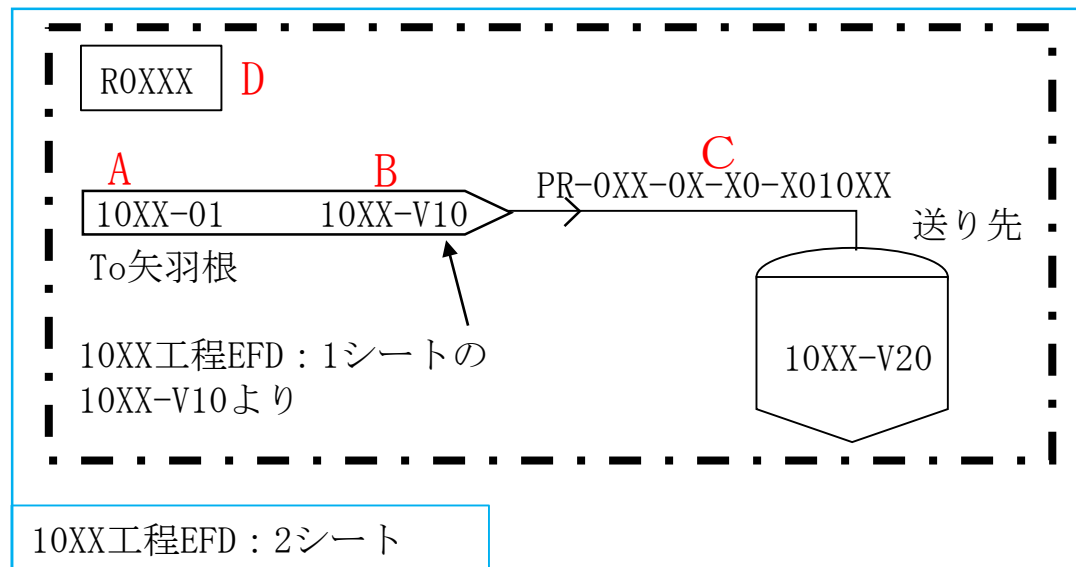 R0XXX D
A B C
PR-0XX-0X-X0-X010XX
10XX-01 10XX-V10
送り先
To矢羽根
10XX工程EFD：1シートの
10XX-V10より
10XX-V20
10XX工程EFD：2シート